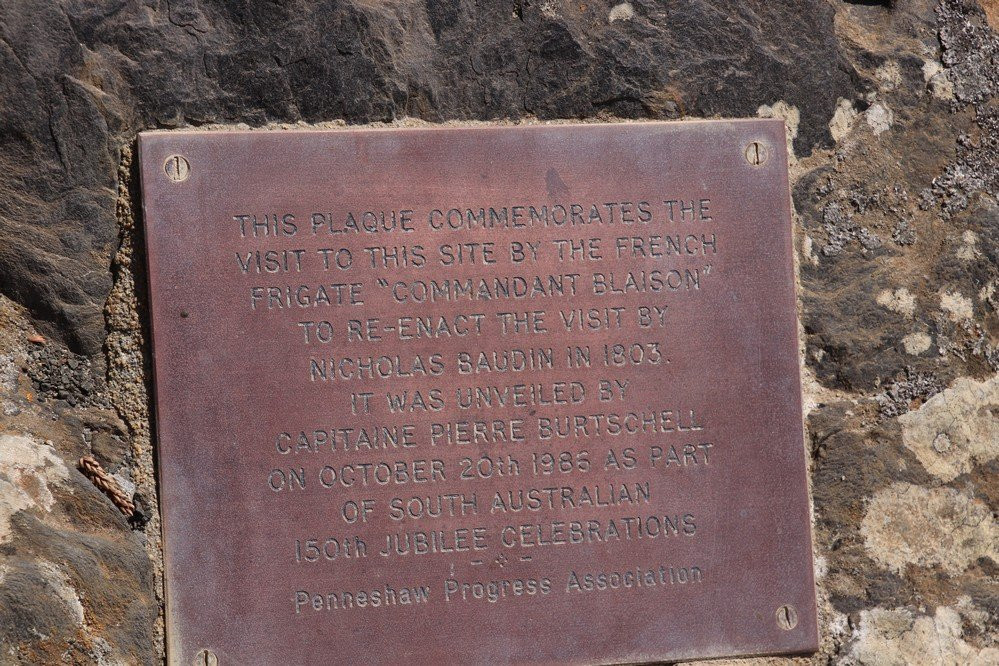 THIS PLAQUE COMMEMORATES THE
VISIT TO THIS SITE BY THE FRENCH
FRIGATE "COMMANDANT BLAISON"
TO RE-ENACT THE VISIT BY
NICHOLAS BAUDIN IN 1803.
IT WAS UNVEILED BY
CAPITAINE PIERRE BURTSCHELL
ON OCTOBER 20th 1986 AS PART
OF SOUTH AUSTRALIAN
150th JUBILEE CELEBRATIONS
Penneshaw Progress Association